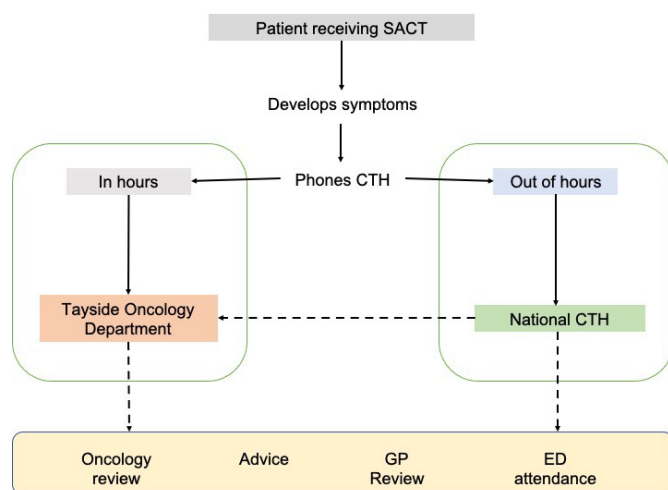 Patient receiving SACT
Develops symptoms
In hours
Phones CTH
Out of hours
Tayside Oncology
Department
National CTH
Oncology
review
Advice
GP
Review
ED
attendance